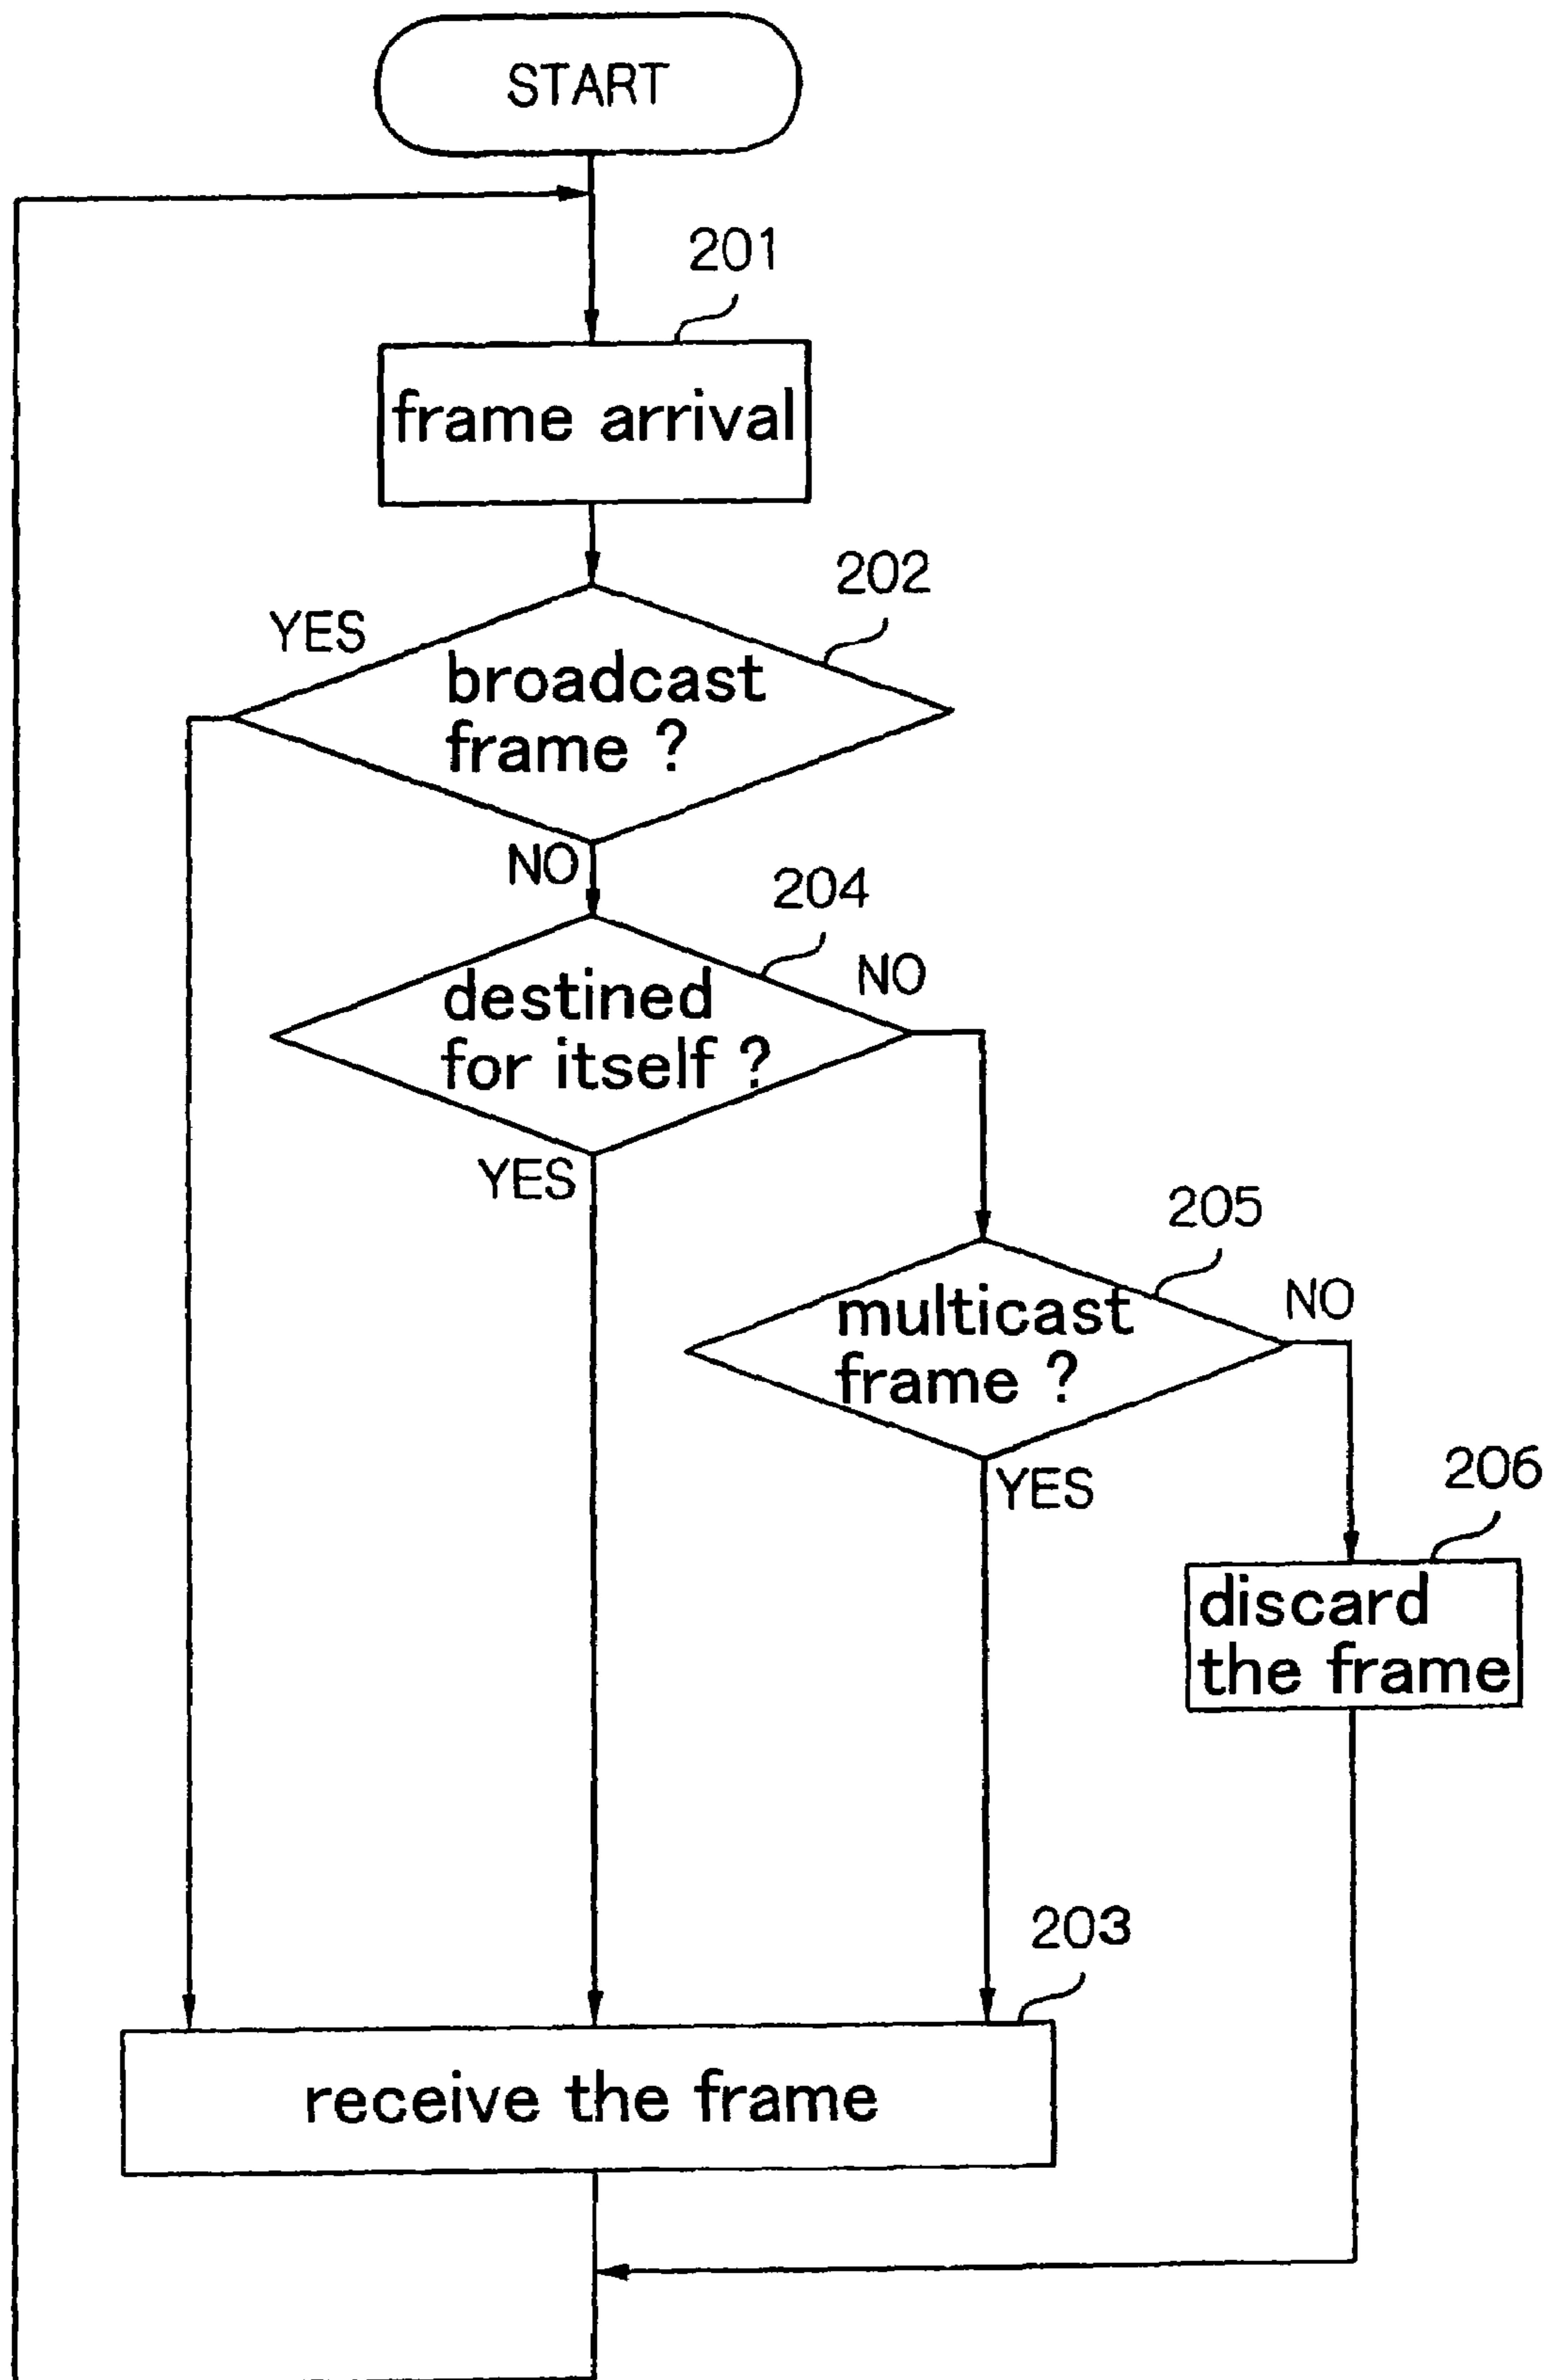 START
201
frame arrival
202
YES
broadcast
frame ?
NO
204
NO
destined
for itself ?
YES
205
NO
multicast
frame ?
YES
206
discard
the frame
203
receive the frame